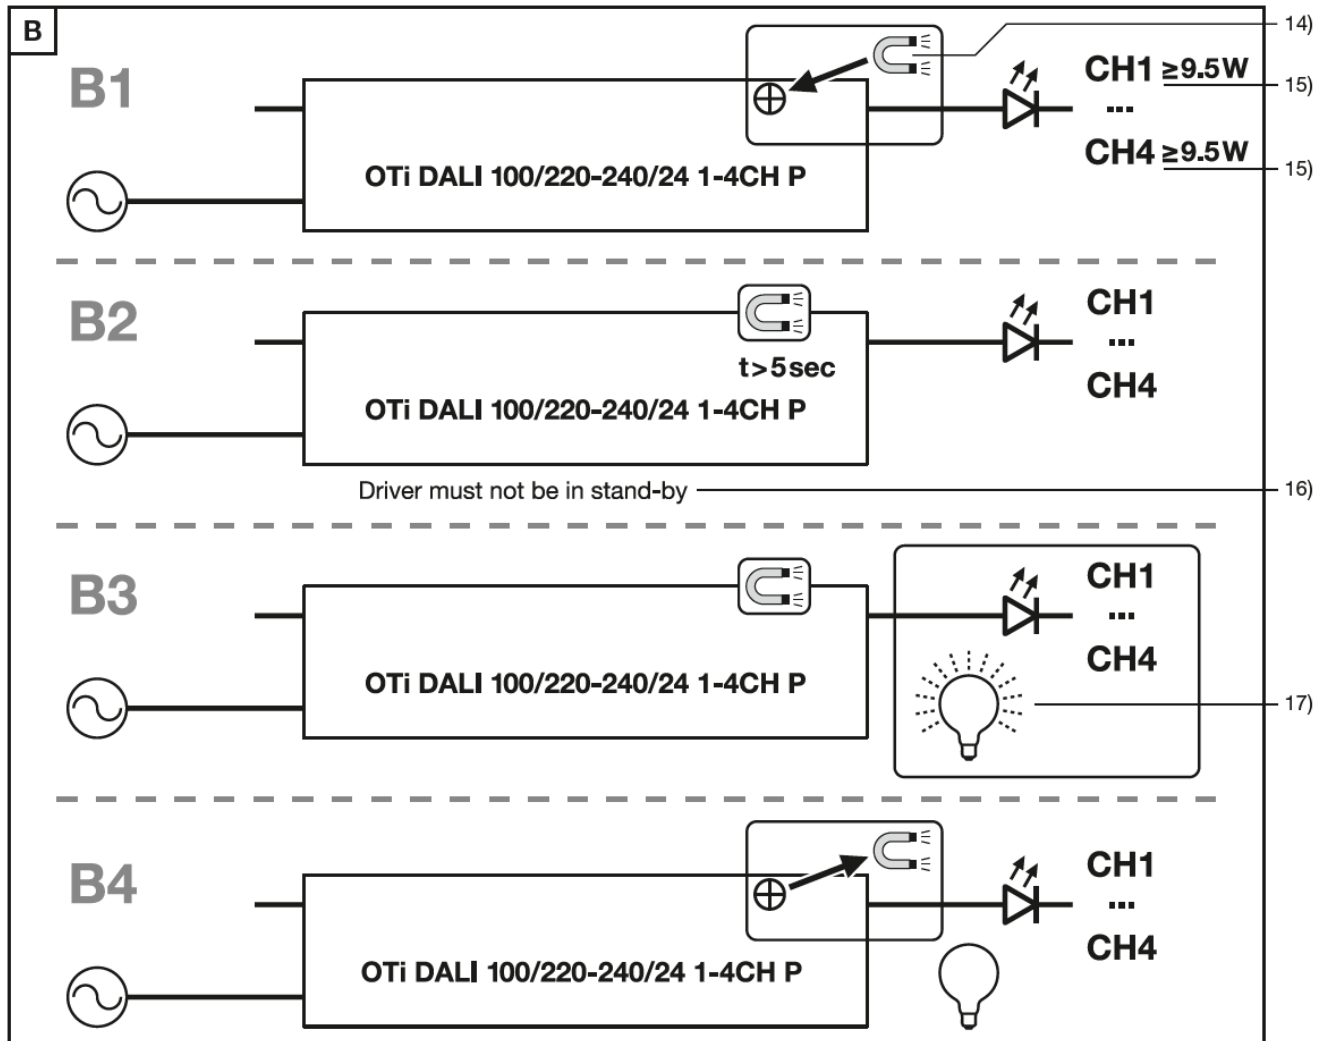 B
14)
B1
CH1 ≥9.5W
15)
...
CH4 ≥9.5W
15)
OTi DALI 100/220-240/24 1-4CH P
B2
CH1
...
CH4
t>5sec
OTi DALI 100/220-240/24 1-4CH P
Driver must not be in stand-by
16)
B3
CH1
...
CH4
OTi DALI 100/220-240/24 1-4CH P
17)
B4
CH1
...
CH4
OTi DALI 100/220-240/24 1-4CH P